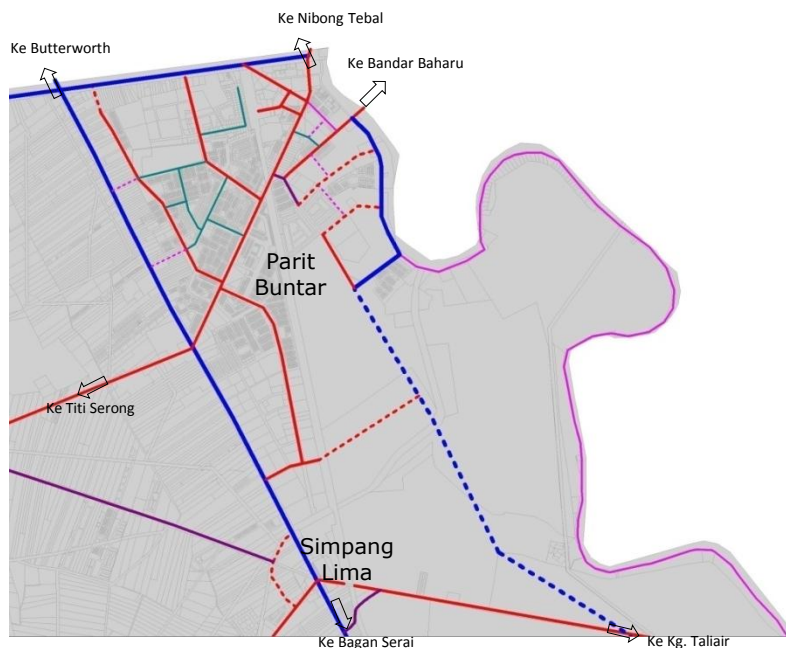 Ke Nibong Tebal
Ke Butterworth
Ke Bandar Baharu
Parit
Buntar
Ke Titi Serong
Simpang
Lima
Ke Bagan Serai
Ke Kg. Taliair